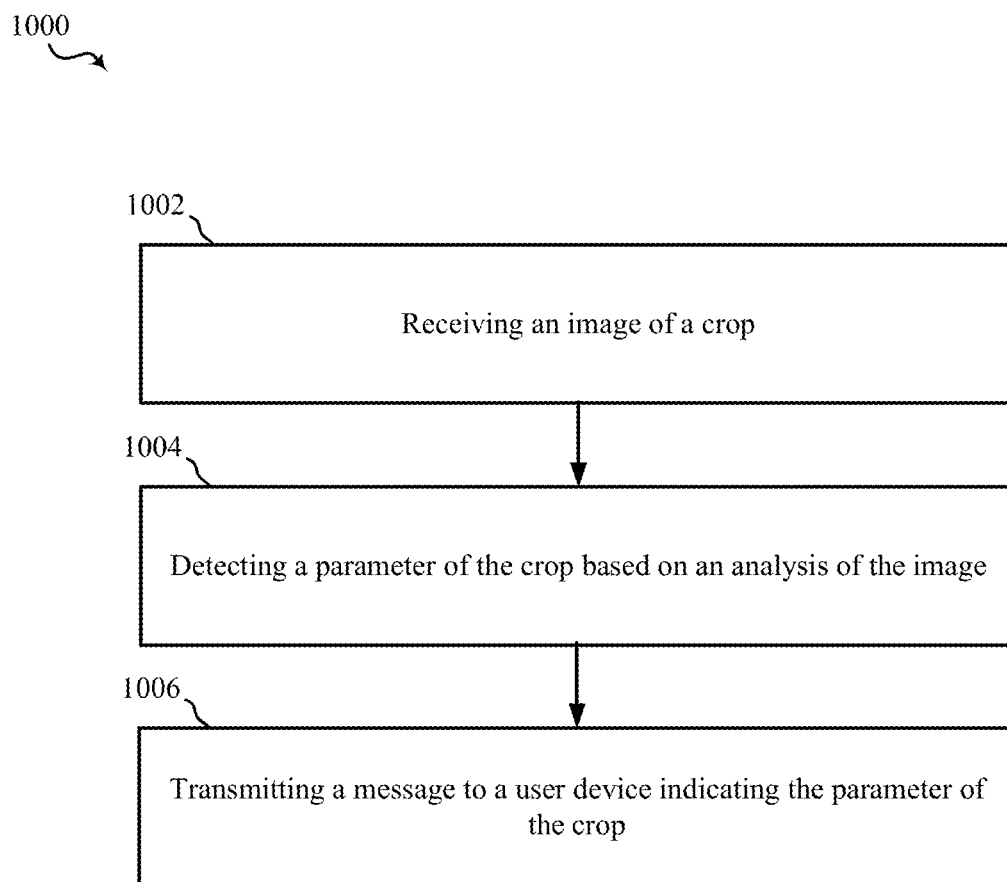 1000
1002
Receiving an image of a crop
1004
Detecting a parameter of the crop based on an analysis of the image
1006
Transmitting a message to a user device indicating the parameter of
the crop